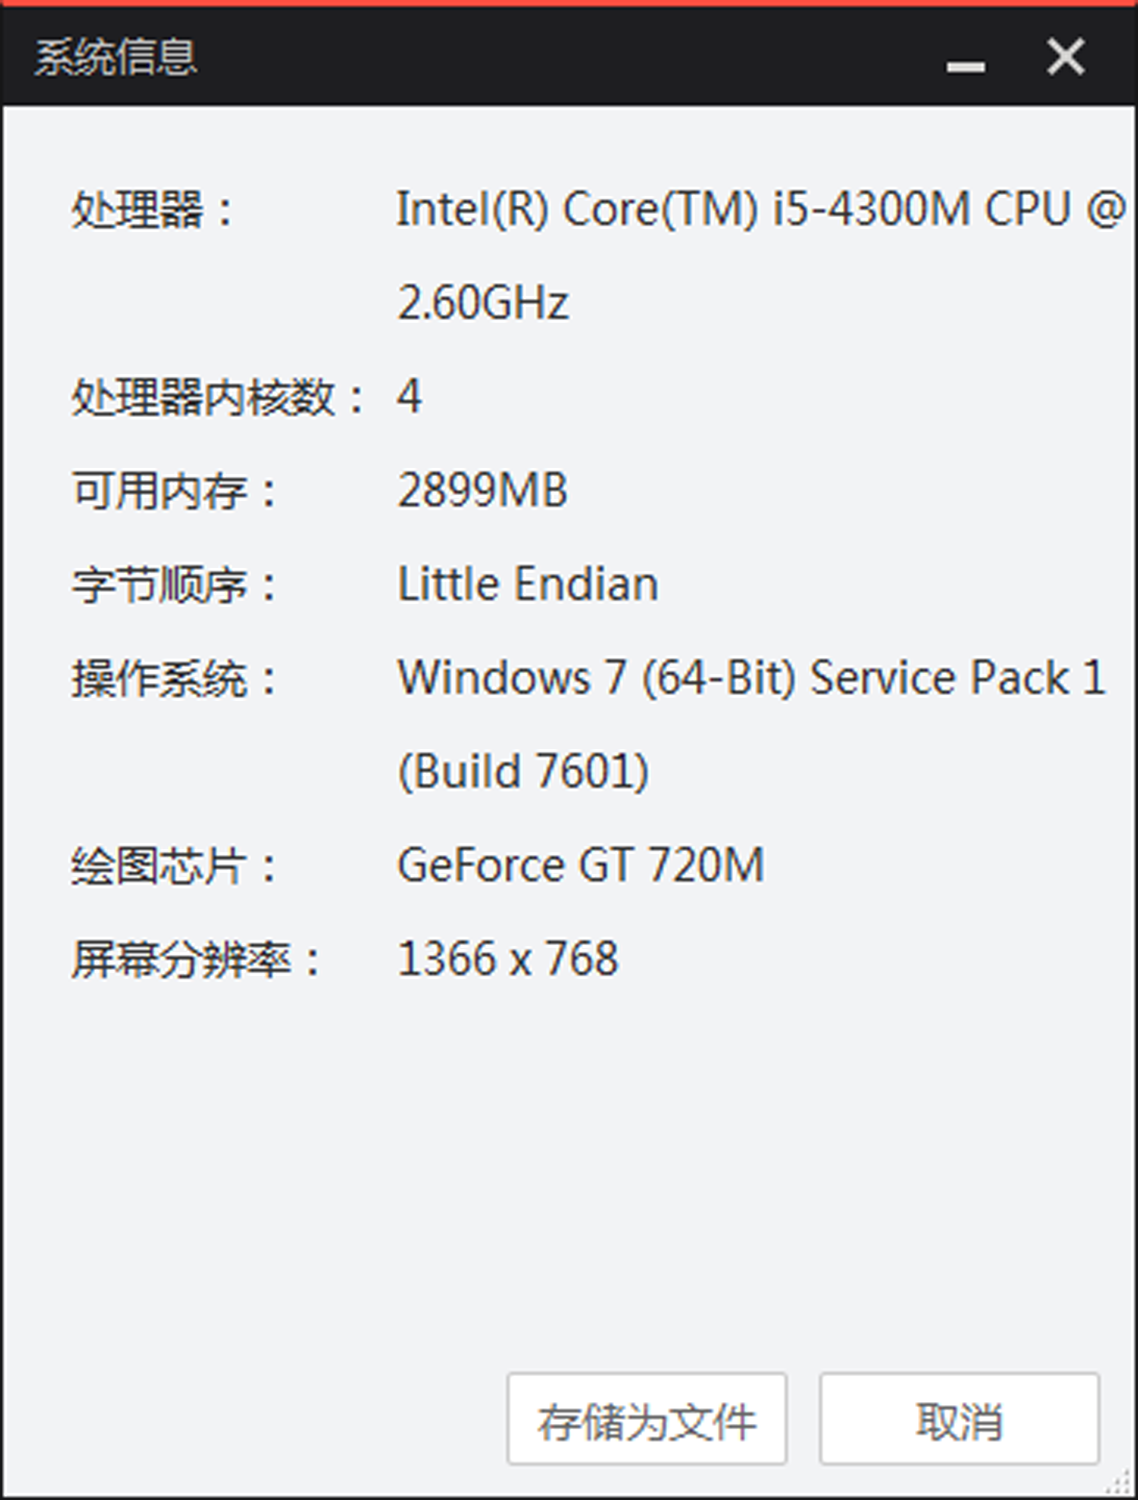 系统信息
处理器： Intel(R) Core(TM) i5-4300M CPU @
2.60GHz
处理器内核数： 4
可用内存： 2899MB
字节顺序： Little Endian
操作系统： Windows 7 (64-Bit) Service Pack 1
(Build 7601)
绘图芯片： GeForce GT 720M
屏幕分辨率： 1366 x 768
存储为文件 取消